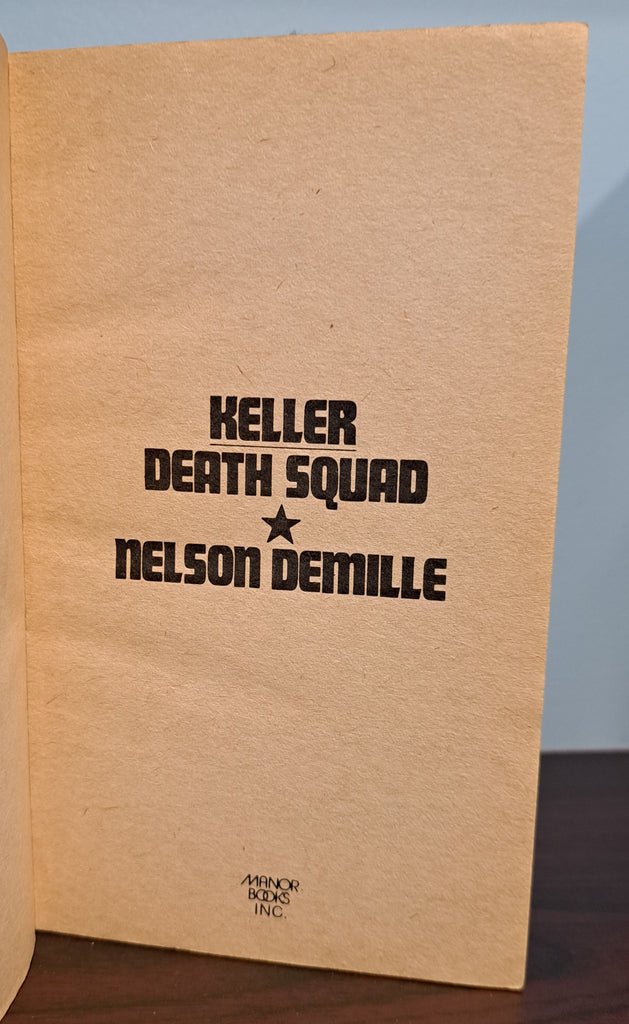 KELLER
DEATH SQUAD
NELSON DEMILLE
MANOR
BOOKS
INC.